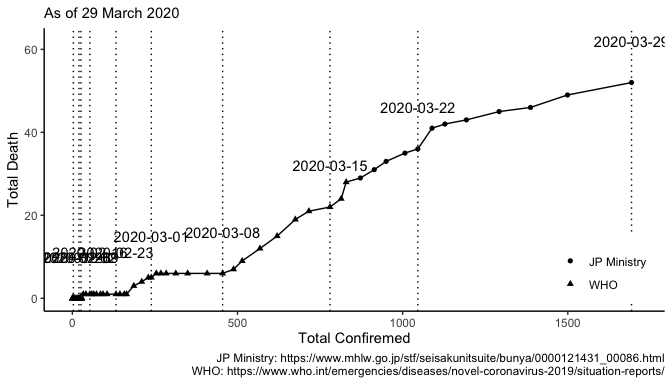 As of 29 March 2020
60
40
20
0
Total Death
2020-03-29
2020-03-22
2020-03-15
2020-03-08
2020-03-01
JP Ministry
WHO
0
500
1000
1500
Total Confiremed
JP Ministry: https://www.mhlw.go.jp/stf/seisakunitsuite/bunya/0000121431_00086.html
WHO: https://www.who.int/emergencies/diseases/novel-coronavirus-2019/situation-reports/